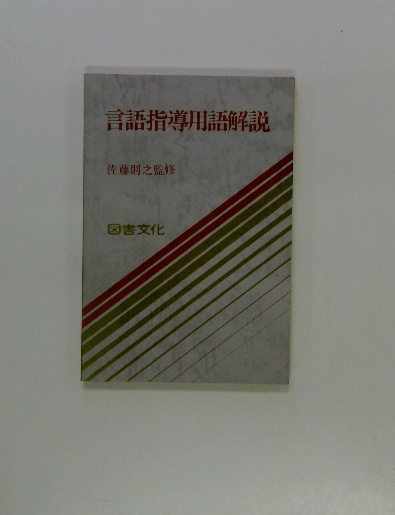 言語指導用語解説
佐藤則之監修
図書文化